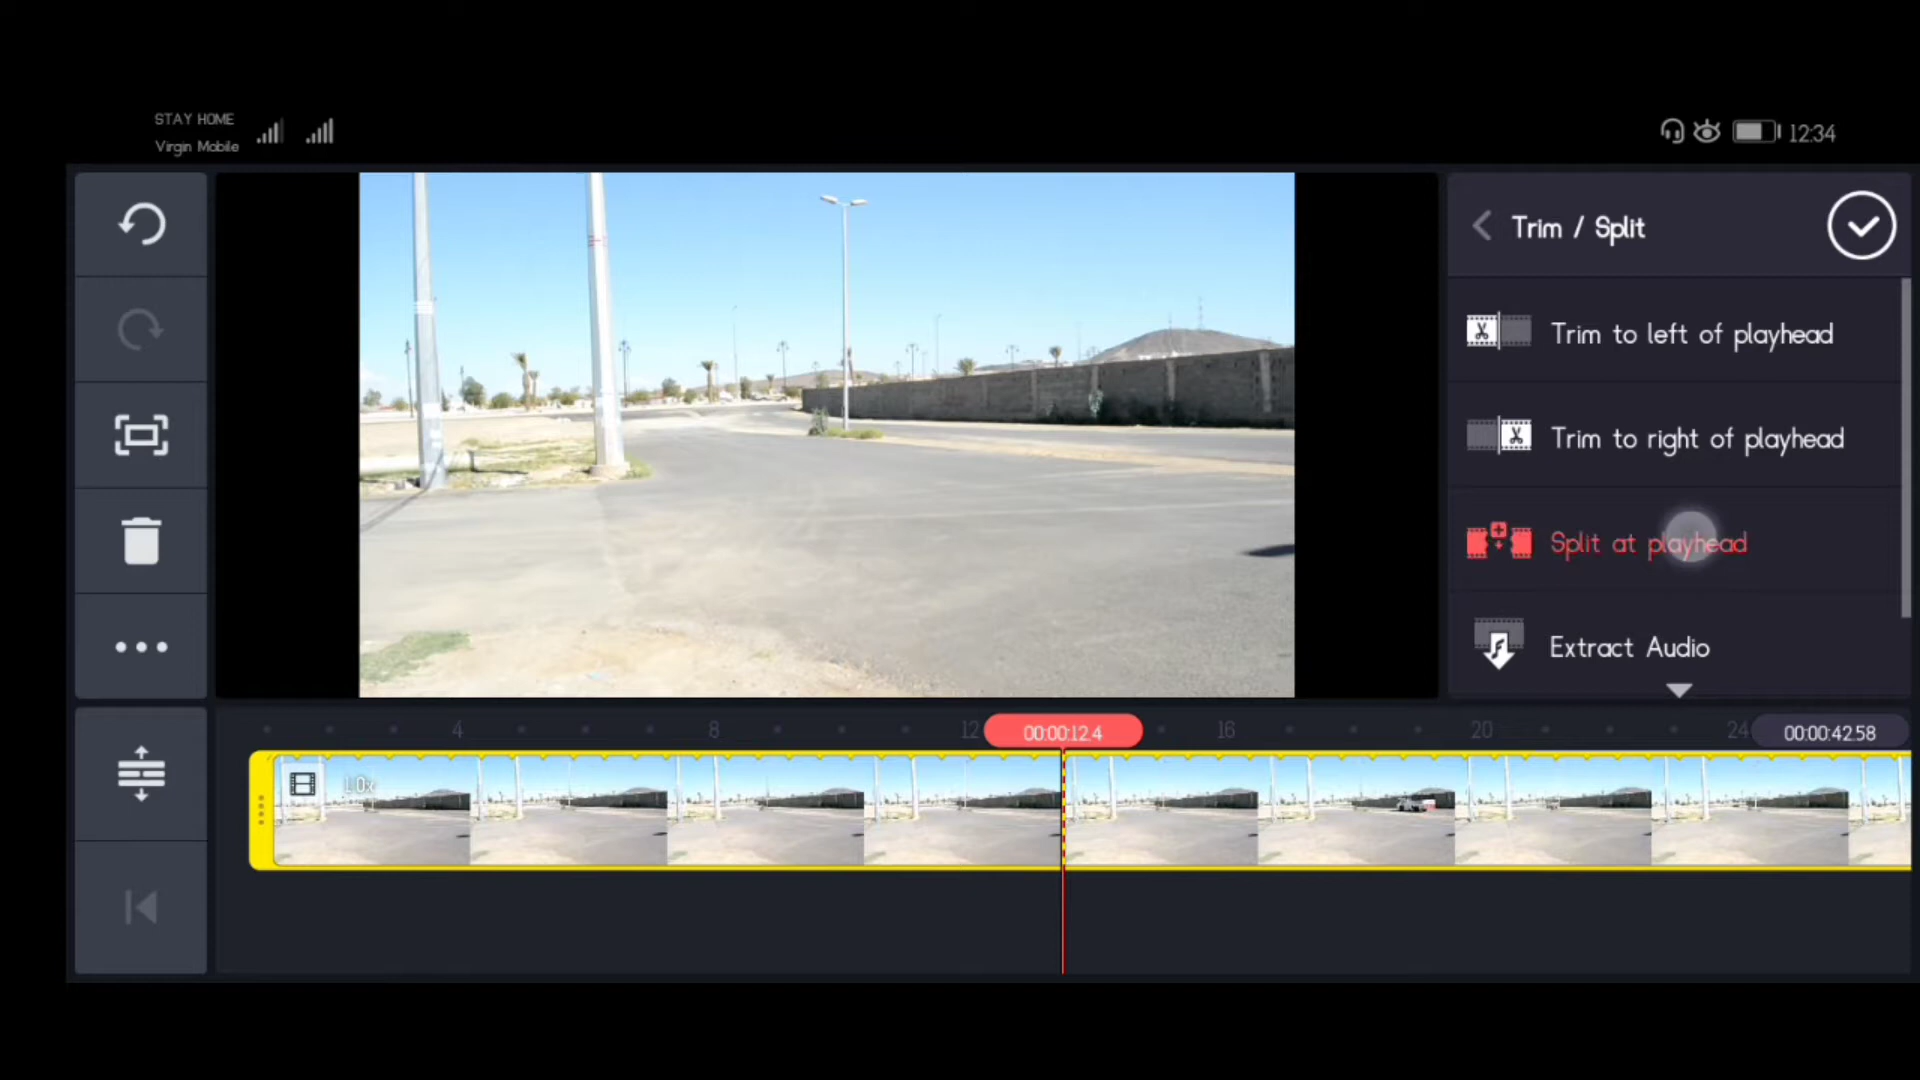 STAY HOME
Virgin Mobile
12:34
Trim / Split
Trim to left of playhead
Trim to right of playhead
Split at playhead
Extract Audio
4 8 12 00:00:12.4 16 20 24 00:00:42.58
1.0x